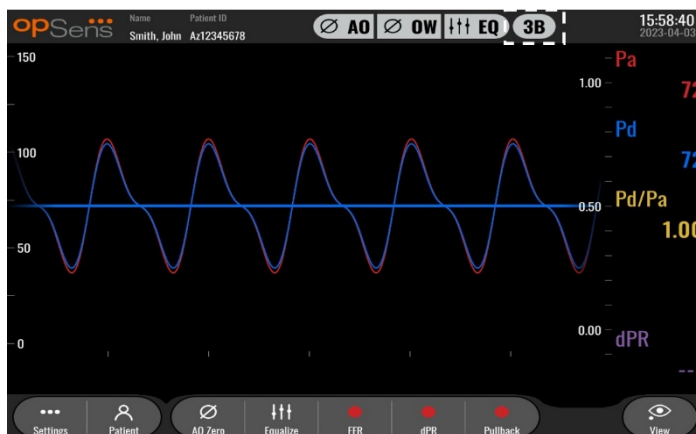 opSens
Name
Patient ID
Smith, John
Az12345678
AO
OW
EQ
3B
15:58:40
2023-04-03
150
100
50
0
1.00
0.50
0.00
Pa
72
Pd
72
Pd/Pa
1.00
dPR
--
Settings
Patient
AO Zero
Equalize
FFR
dPR
Pullback
View